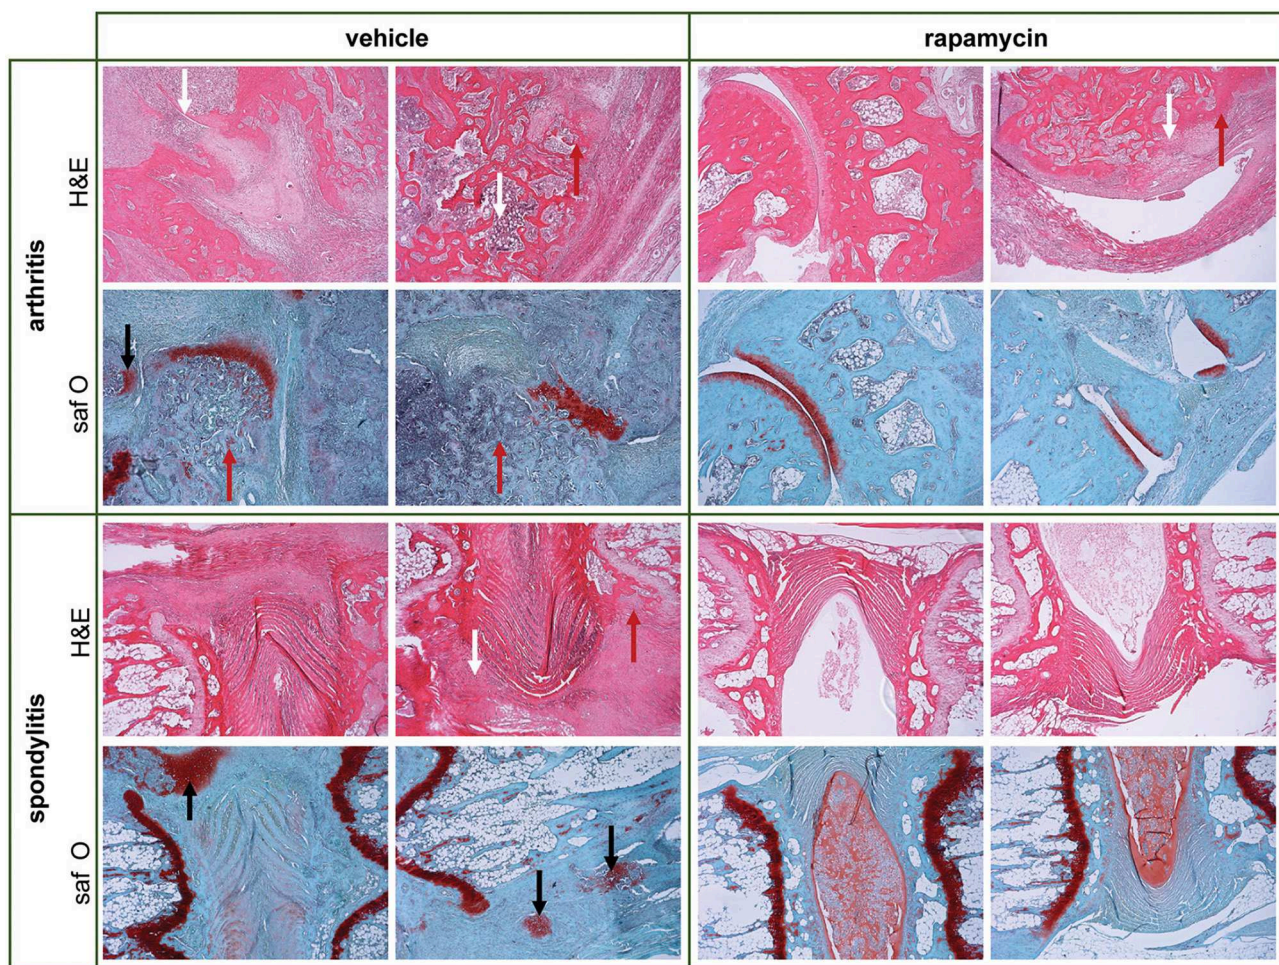 vehicle
rapamycin
arthritis
H&E
saf O
spondylitis
H&E
saf O